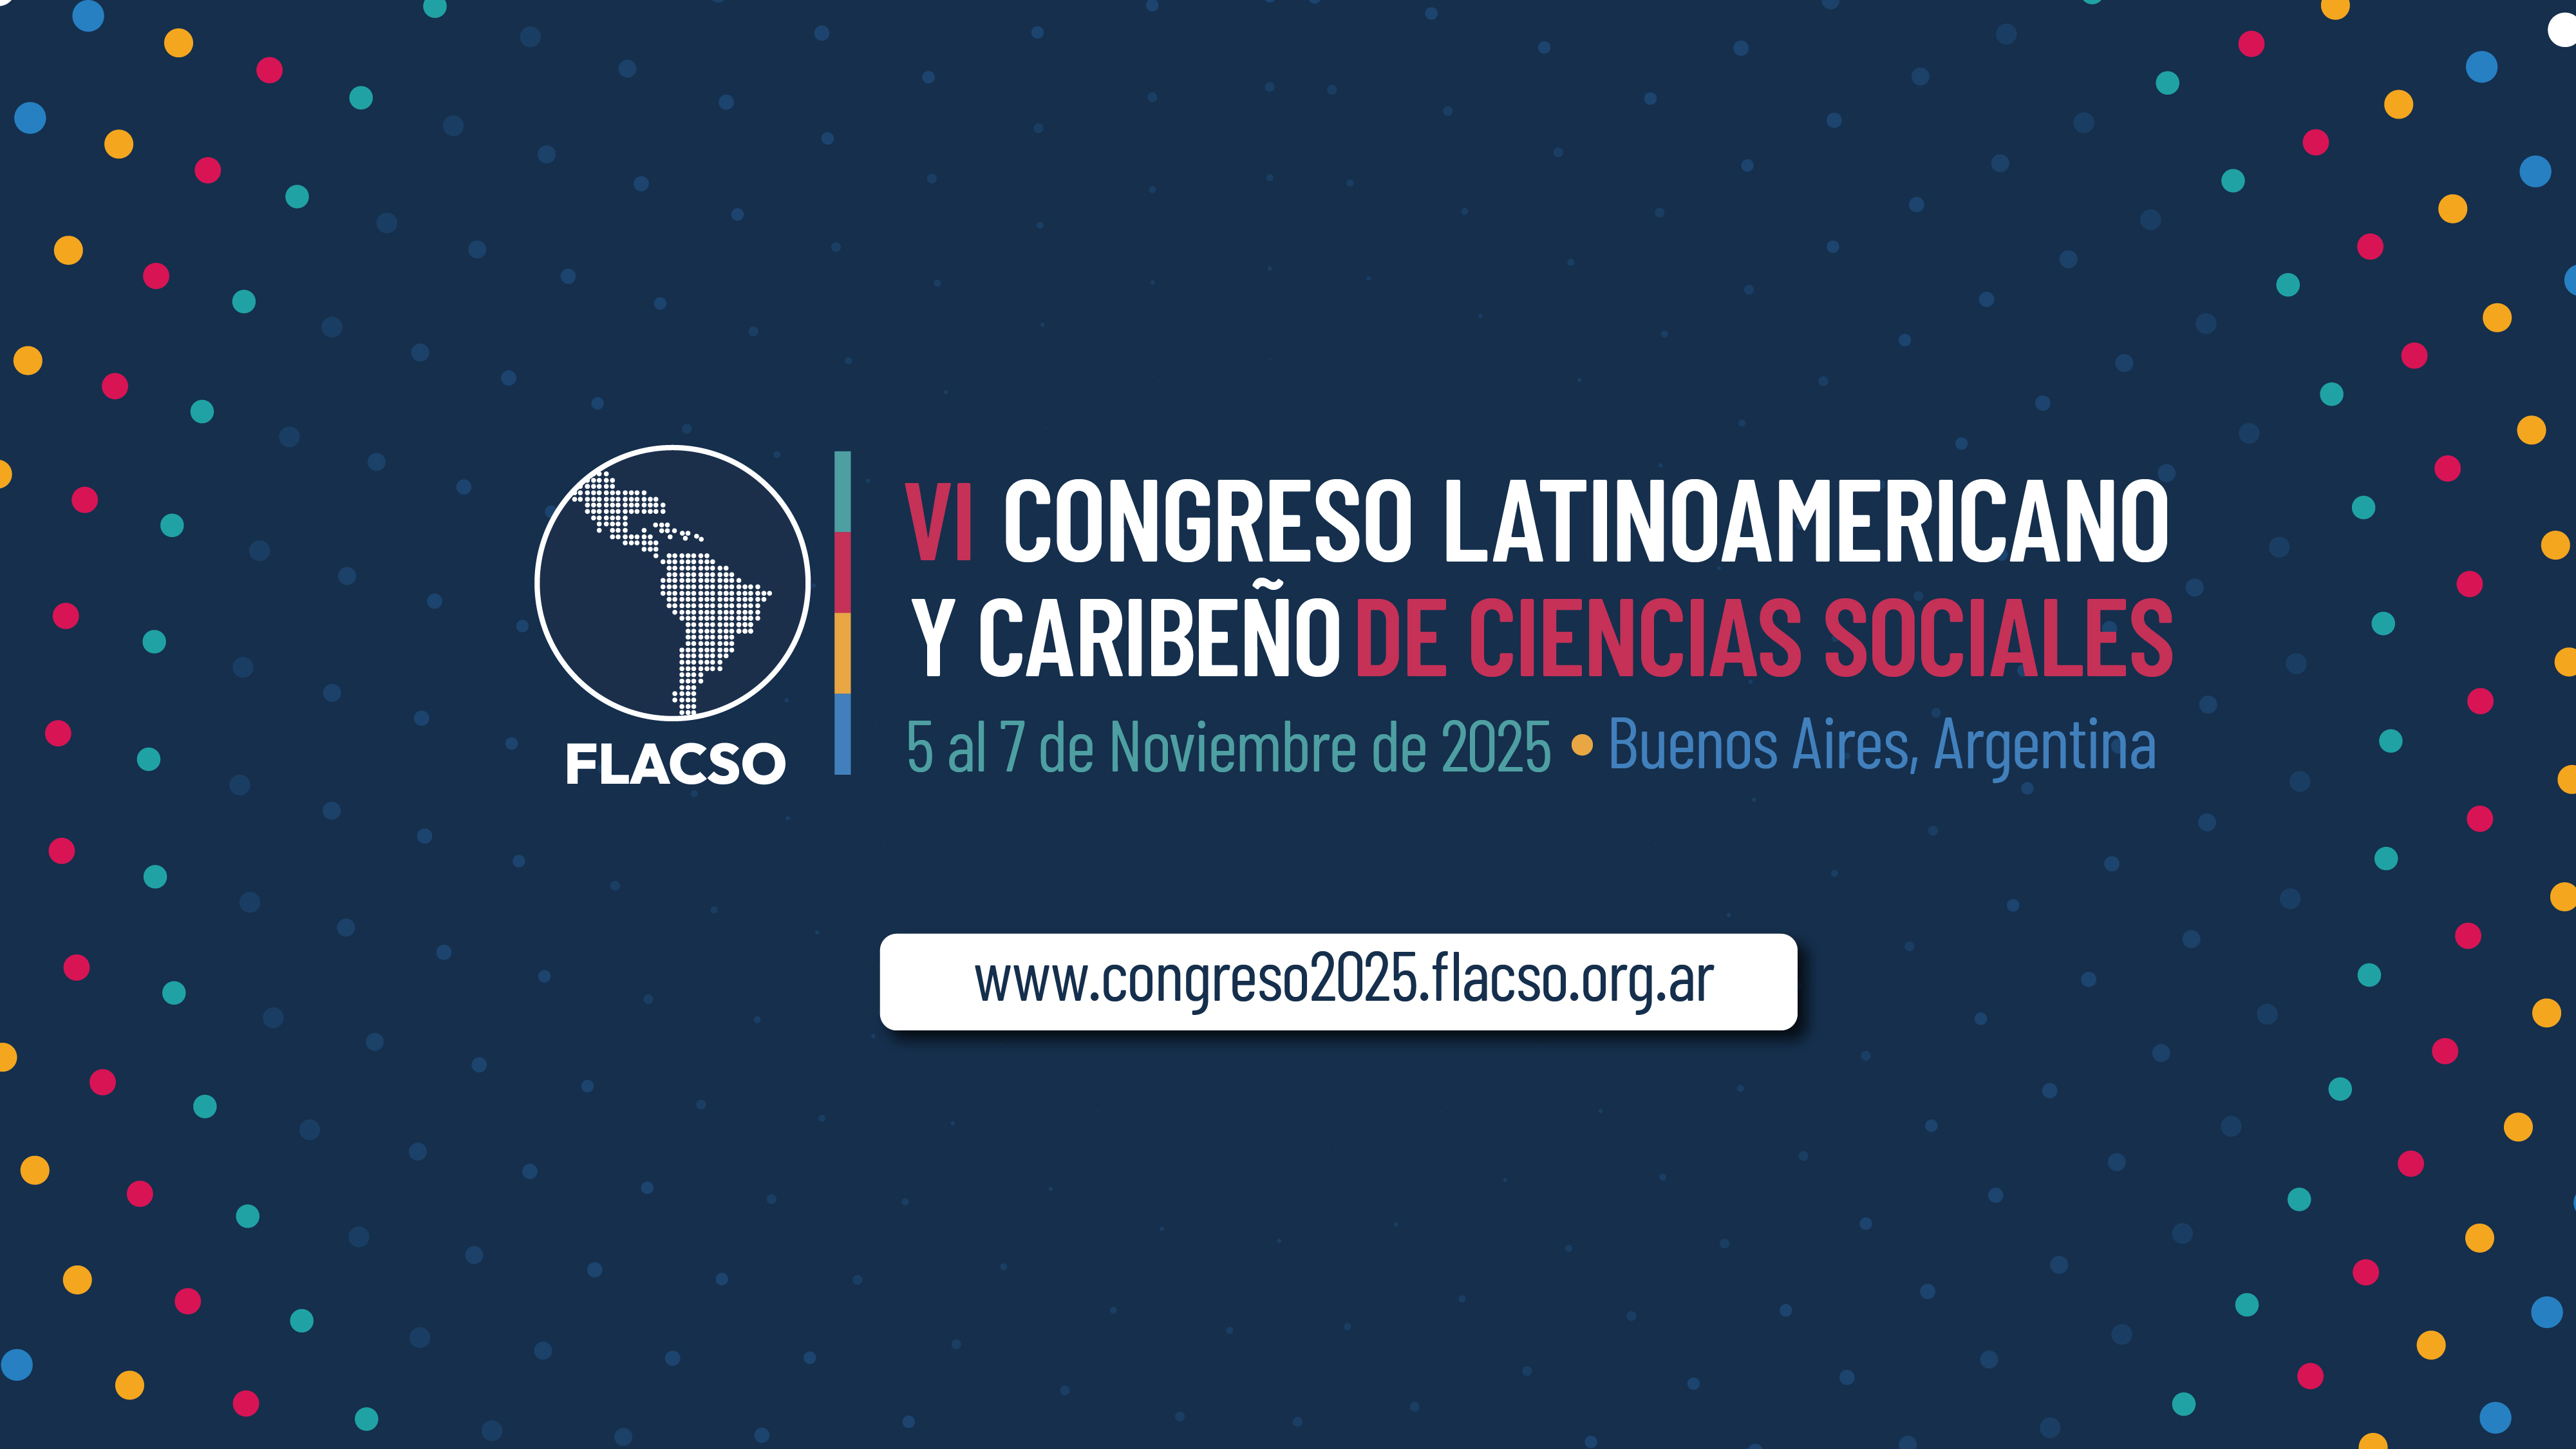 FLACSO
VI CONGRESO LATINOAMERICANO
Y CARIBEÑO DE CIENCIAS SOCIALES
5 al 7 de Noviembre de 2025 • Buenos Aires, Argentina
www.congreso2025.flacso.org.ar